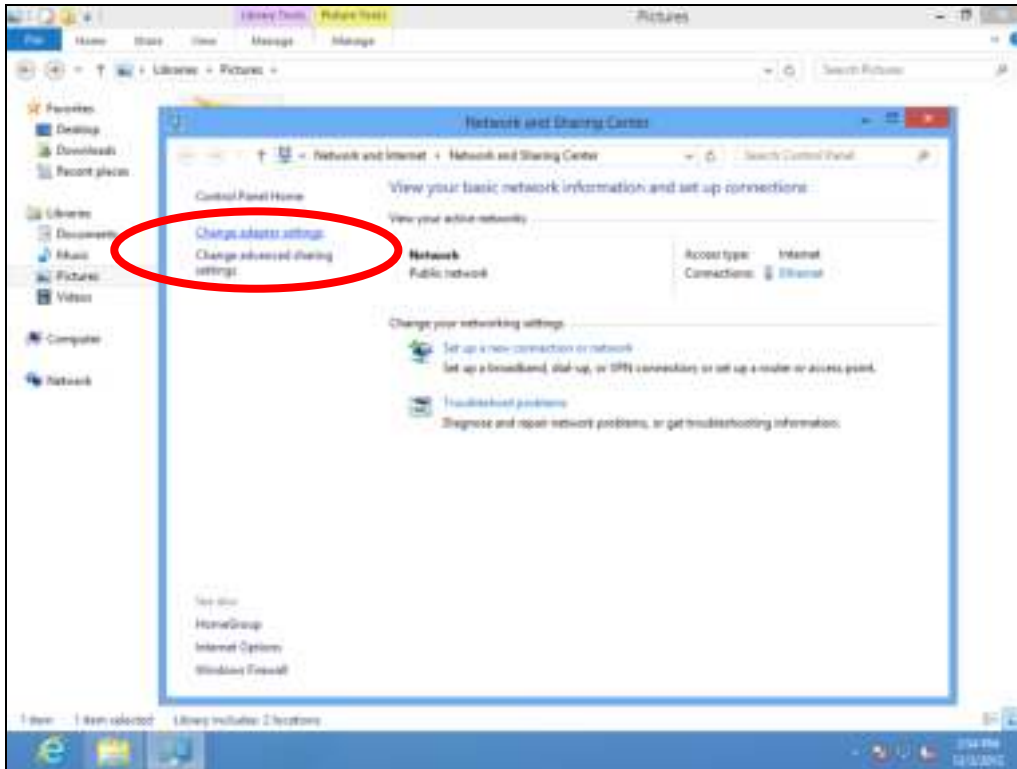 Library Tools Picture Tools Pictures
File Home Share View Manage Manage
Libraries Pictures Search Pictures
Favorites
Desktop
Downloads
Recent places
Libraries
Documents
Music
Pictures
Videos
Computer
Network
Network and Sharing Center
Network and Internet Network and Sharing Center Search Control Panel
Control Panel Home
Change adapter settings
Change advanced sharing
settings
View your basic network information and set up connections
View your active networks
Network Access type: Internet
Public network Connections: Ethernet
Change your networking settings
Set up a new connection or network
Set up a broadband, dial-up, or VPN connection; or set up a router or access point.
Troubleshoot problems
Diagnose and repair network problems, or get troubleshooting information.
See also
HomeGroup
Internet Options
Windows Firewall
1 item 1 item selected Library includes: 2 locations